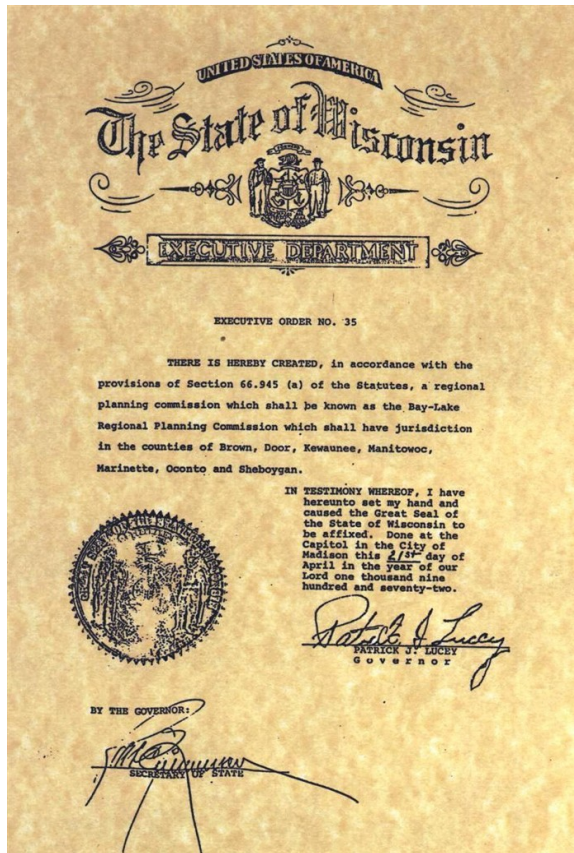 UNITED STATES OF AMERICA
The State of Wisconsin
EXECUTIVE DEPARTMENT
EXECUTIVE ORDER NO. 35
THERE IS HEREBY CREATED, in accordance with the
provisions of Section 66.945 (a) of the Statutes, a regional
planning commission which shall be known as the Bay-Lake
Regional Planning Commission which shall have jurisdiction
in the counties of Brown, Door, Kewaunee, Manitowoc,
Marinette, Oconto and Sheboygan.
IN TESTIMONY WHEREOF, I have
hereunto set my hand and
caused the Great Seal of
the State of Wisconsin to
be affixed. Done at the
Capitol in the City of
Madison this 21st day of
April in the year of our
Lord one thousand nine
hundred and seventy-two.
Patrick J. Lucey
PATRICK J. LUCEY
Governor
BY THE GOVERNOR:
SECRETARY OF STATE